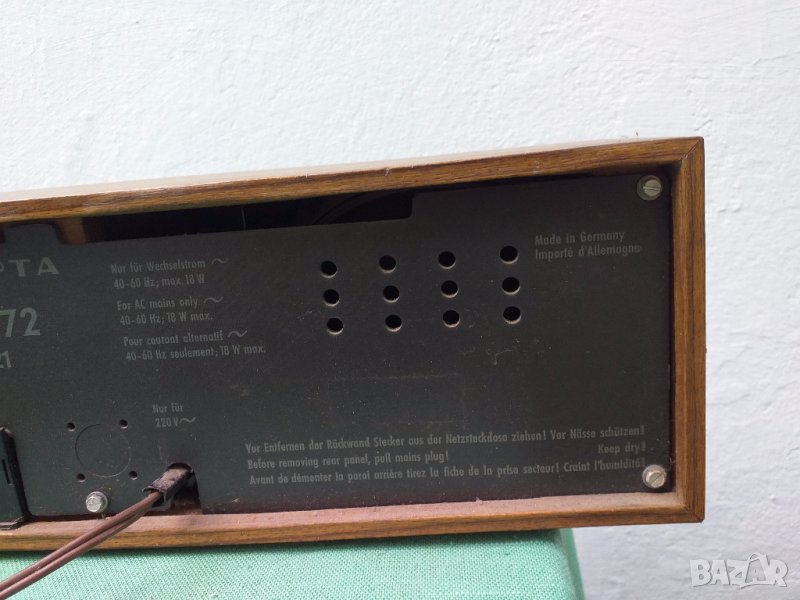 PTA
72
21
Nur für Wechselstrom ~
40-60 Hz; max. 18 W
For AC mains only ~
40-60 Hz; 18 W max.
Pour coutant alternatif ~
40-60 Hz seulement; 18 W max.
Made in Germany
Importé d'Allemagne
Nur für
220 V ~
Vor Entfernen der Rückwand Stecker aus der Netzsteckdose ziehen! Vor Nässe schützen!
Before removing rear panel, pull mains plug! Keep dry!
Avant de démenter la paroi arrière tirez la fiche de la prise secteur! Craint l'humidité!
BAZAR